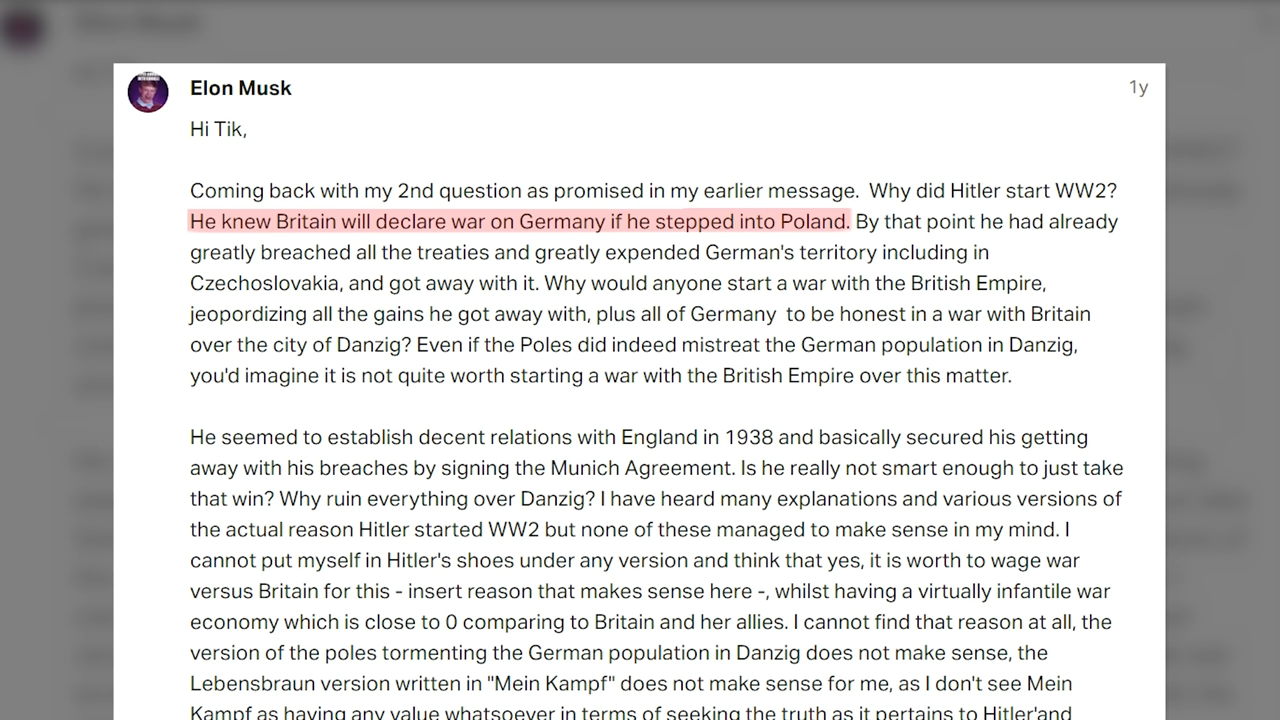 Elon Musk
1y
Hi Tik,
Coming back with my 2nd question as promised in my earlier message.  Why did Hitler start WW2?
He knew Britain will declare war on Germany if he stepped into Poland. By that point he had already
greatly breached all the treaties and greatly expended German's territory including in
Czechoslovakia, and got away with it. Why would anyone start a war with the British Empire,
jeopordizing all the gains he got away with, plus all of Germany  to be honest in a war with Britain
over the city of Danzig? Even if the Poles did indeed mistreat the German population in Danzig,
you'd imagine it is not quite worth starting a war with the British Empire over this matter.
He seemed to establish decent relations with England in 1938 and basically secured his getting
away with his breaches by signing the Munich Agreement. Is he really not smart enough to just take
that win? Why ruin everything over Danzig? I have heard many explanations and various versions of
the actual reason Hitler started WW2 but none of these managed to make sense in my mind. I
cannot put myself in Hitler's shoes under any version and think that yes, it is worth to wage war
versus Britain for this - insert reason that makes sense here -, whilst having a virtually infantile war
economy which is close to 0 comparing to Britain and her allies. I cannot find that reason at all, the
version of the poles tormenting the German population in Danzig does not make sense, the
Lebensbraun version written in "Mein Kampf" does not make sense for me, as I don't see Mein
Kampf as having any value whatsoever in terms of seeking the truth as it pertains to Hitler'and